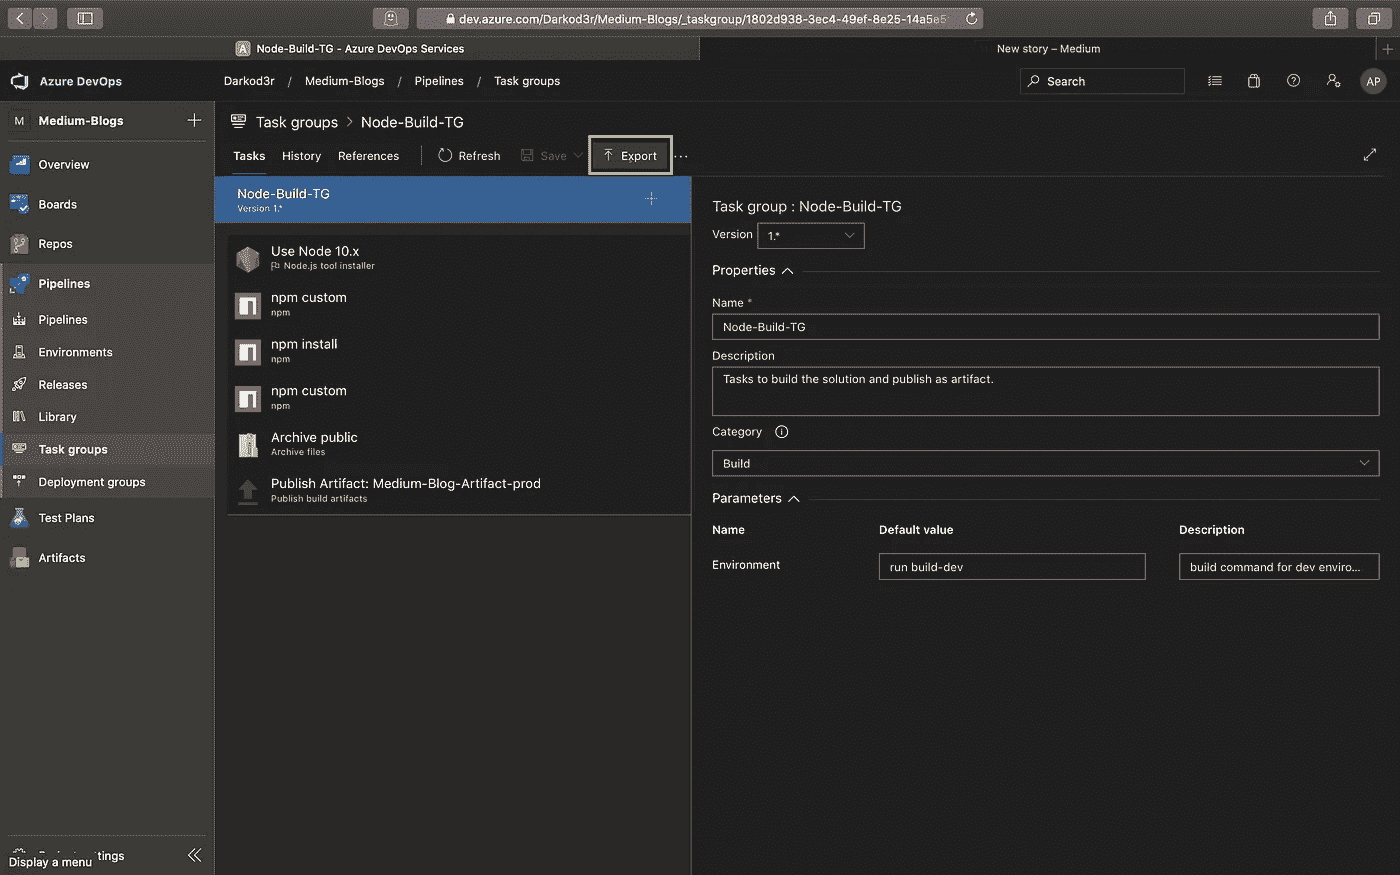 dev.azure.com/Darkod3r/Medium-Blogs/_taskgroup/1802d938-3ec4-49ef-8e25-14a5e5
A Node-Build-TG - Azure DevOps Services
New story – Medium
Azure DevOps
Darkod3r / Medium-Blogs / Pipelines / Task groups
Search
AP
M Medium-Blogs
Overview
Boards
Repos
Pipelines
Pipelines
Environments
Releases
Library
Task groups
Deployment groups
Test Plans
Artifacts
Display a menu
Task groups > Node-Build-TG
Tasks History References Refresh Save Export ...
Node-Build-TG
Version 1.*
Use Node 10.x
Node.js tool installer
npm custom
npm
npm install
npm
npm custom
npm
Archive public
Archive files
Publish Artifact: Medium-Blog-Artifact-prod
Publish build artifacts
Task group : Node-Build-TG
Version 1.*
Properties
Name *
Node-Build-TG
Description
Tasks to build the solution and publish as artifact.
Category
Build
Parameters
Name Default value Description
Environment run build-dev build command for dev enviro...